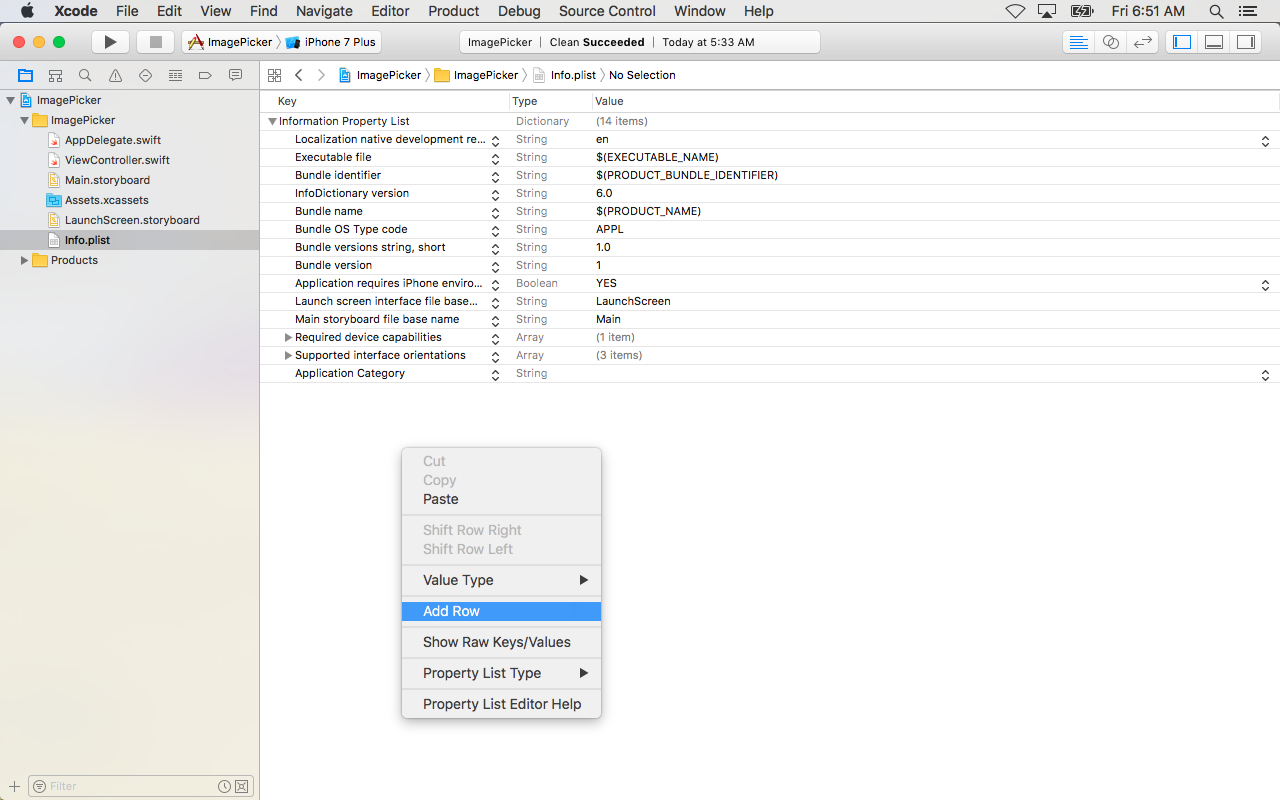 Xcode File Edit View Find Navigate Editor Product Debug Source Control Window Help Fri 6:51 AM
ImagePicker iPhone 7 Plus ImagePicker | Clean Succeeded | Today at 5:33 AM
ImagePicker ImagePicker Info.plist No Selection
ImagePicker
ImagePicker
AppDelegate.swift
ViewController.swift
Main.storyboard
Assets.xcassets
LaunchScreen.storyboard
Info.plist
Products
Filter
Key Type Value
Information Property List Dictionary (14 items)
Localization native development re... String en
Executable file String $(EXECUTABLE_NAME)
Bundle identifier String $(PRODUCT_BUNDLE_IDENTIFIER)
InfoDictionary version String 6.0
Bundle name String $(PRODUCT_NAME)
Bundle OS Type code String APPL
Bundle versions string, short String 1.0
Bundle version String 1
Application requires iPhone enviro... Boolean YES
Launch screen interface file base... String LaunchScreen
Main storyboard file base name String Main
Required device capabilities Array (1 item)
Supported interface orientations Array (3 items)
Application Category String
Cut
Copy
Paste
Shift Row Right
Shift Row Left
Value Type
Add Row
Show Raw Keys/Values
Property List Type
Property List Editor Help